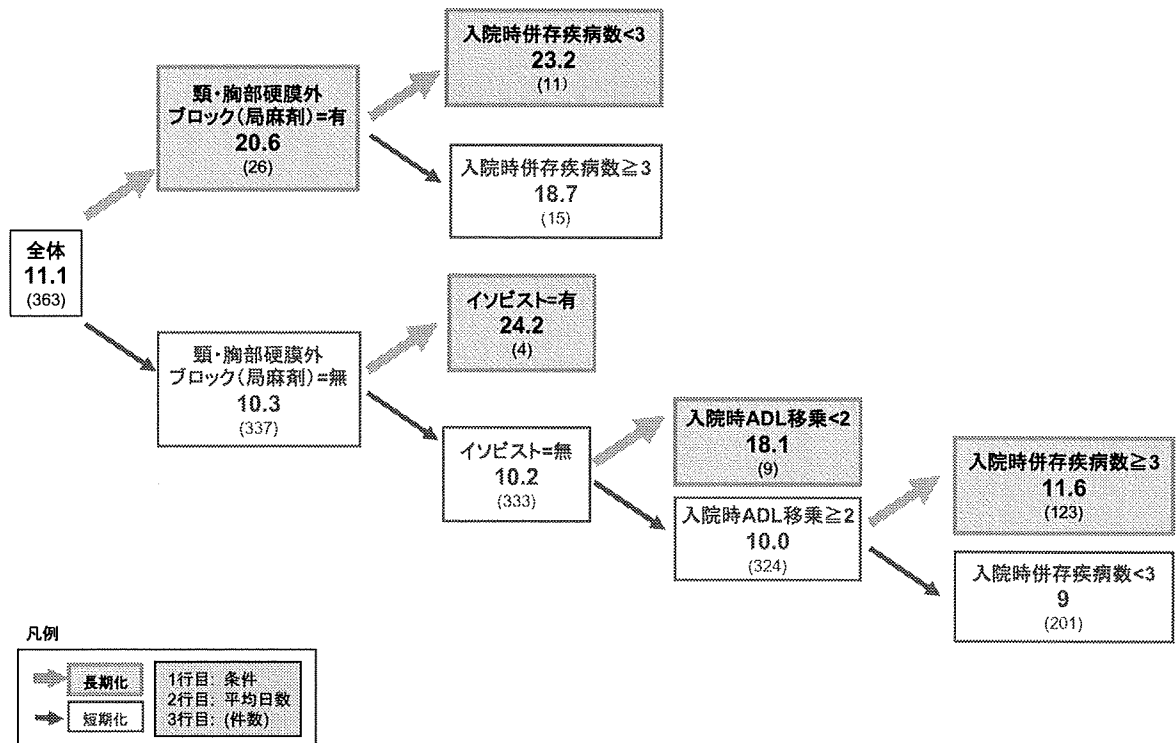 全体
11.1
(363)
頸・胸部硬膜外
ブロック(局麻剤)=有
20.6
(26)
入院時併存疾病数<3
23.2
(11)
入院時併存疾病数≧3
18.7
(15)
頸・胸部硬膜外
ブロック(局麻剤)=無
10.3
(337)
イソビスト=有
24.2
(4)
イソビスト=無
10.2
(333)
入院時ADL移乗<2
18.1
(9)
入院時ADL移乗≧2
10.0
(324)
入院時併存疾病数≧3
11.6
(123)
入院時併存疾病数<3
9
(201)
凡例
長期化
短期化
1行目: 条件
2行目: 平均日数
3行目: (件数)